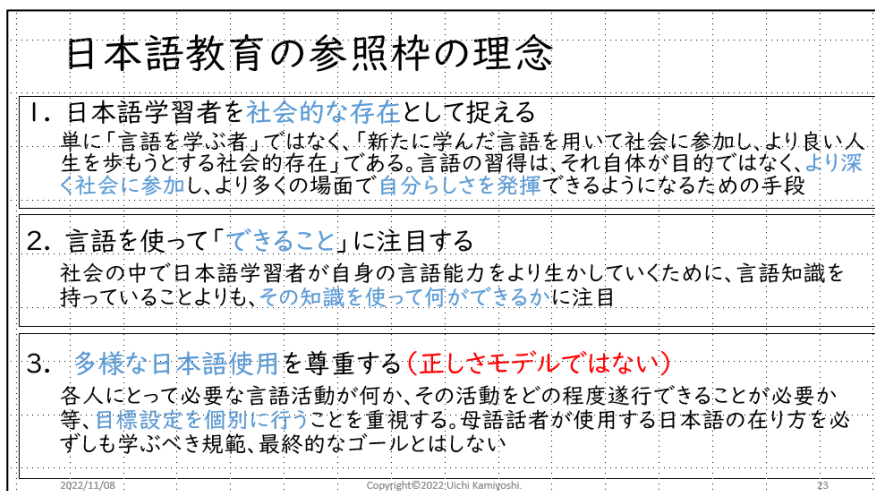 日本語教育の参照枠の理念
1. 日本語学習者を社会的な存在として捉える
単に「言語を学ぶ者」ではなく、「新たに学んだ言語を用いて社会に参加し、より良い人
生を歩もうとする社会的存在」である。言語の習得は、それ自体が目的ではなく、より深
く社会に参加し、より多くの場面で自分らしさを発揮できるようになるための手段
2. 言語を使って「できること」に注目する
社会の中で日本語学習者が自身の言語能力をより生かしていくために、言語知識を
持っていることよりも、その知識を使って何ができるかに注目
3. 多様な日本語使用を尊重する(正しさモデルではない)
各人にとって必要な言語活動が何か、その活動をどの程度遂行できることが必要か
等、目標設定を個別に行うことを重視する。母語話者が使用する日本語の在り方を必
ずしも学ぶべき規範、最終的なゴールとはしない
2022/11/08 Copyright©2022;Uichi Kamiyoshi. 23